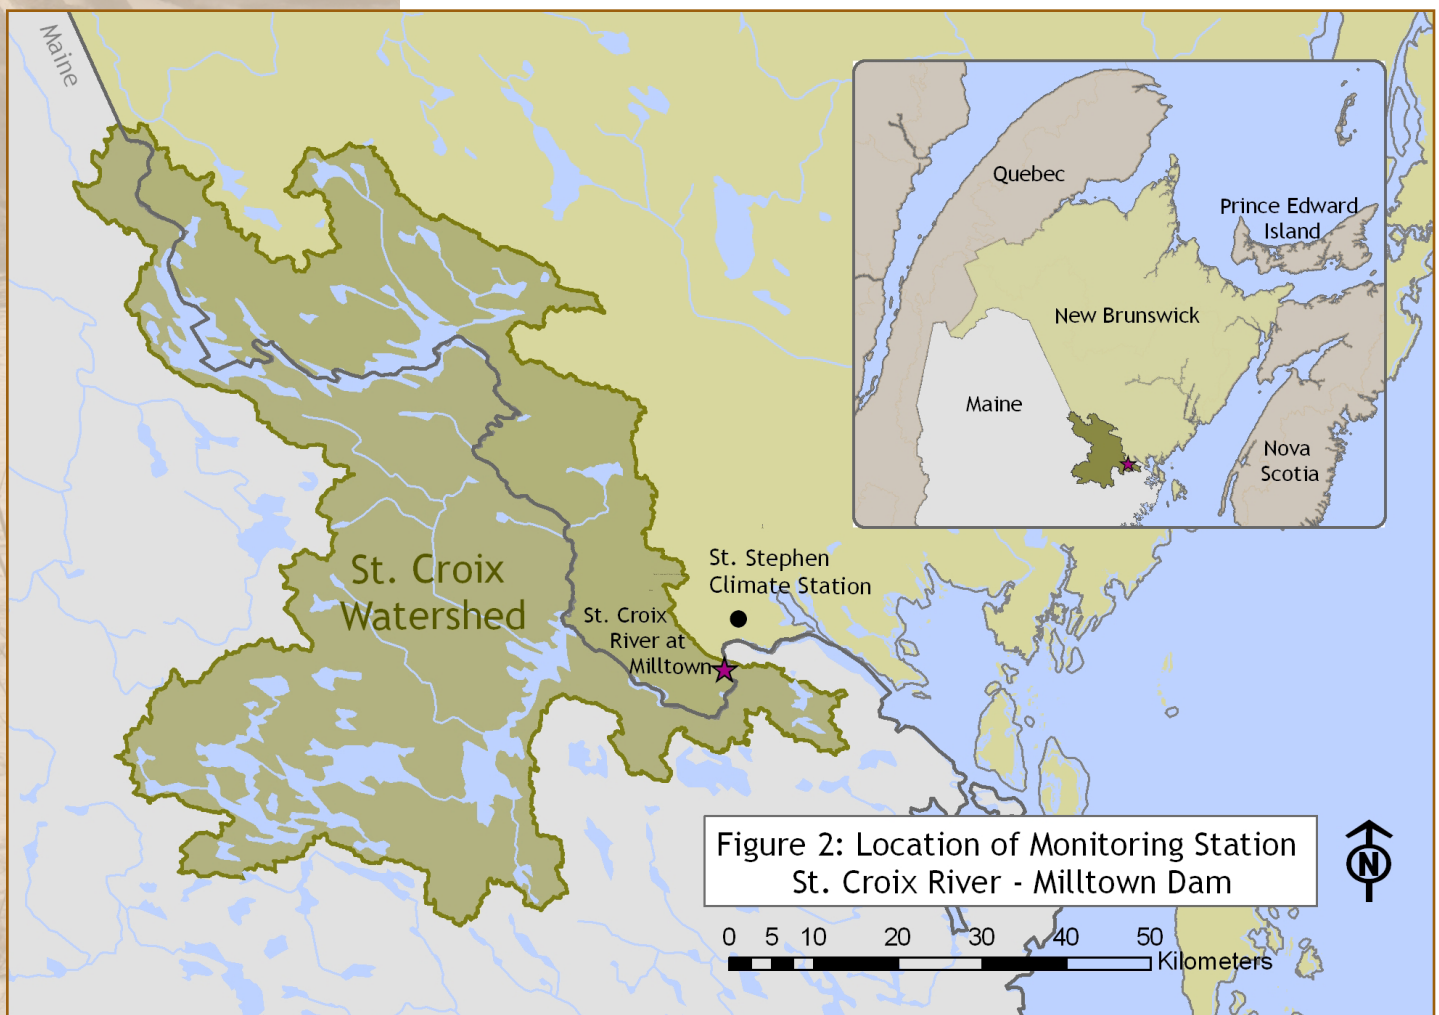 Maine
Quebec
Prince Edward
Island
New Brunswick
Maine
Nova
Scotia
St. Croix
Watershed
St. Stephen
Climate Station
St. Croix
River at
Milltown
Figure 2: Location of Monitoring Station
St. Croix River - Milltown Dam
N
0 5 10 20 30 40 50
Kilometers